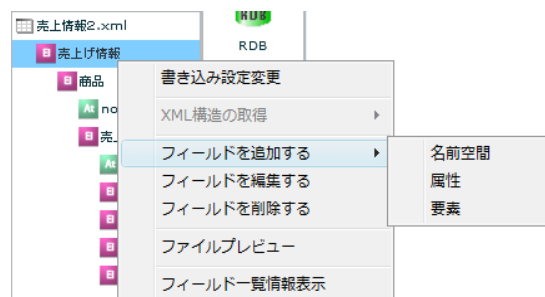 売上情報2.xml
RDB
RDB
売上げ情報
商品
no
売
書き込み設定変更
XML構造の取得
フィールドを追加する
フィールドを編集する
フィールドを削除する
ファイルプレビュー
フィールド一覧情報表示
名前空間
属性
要素
E
E
At
E
At
E
E
E
E